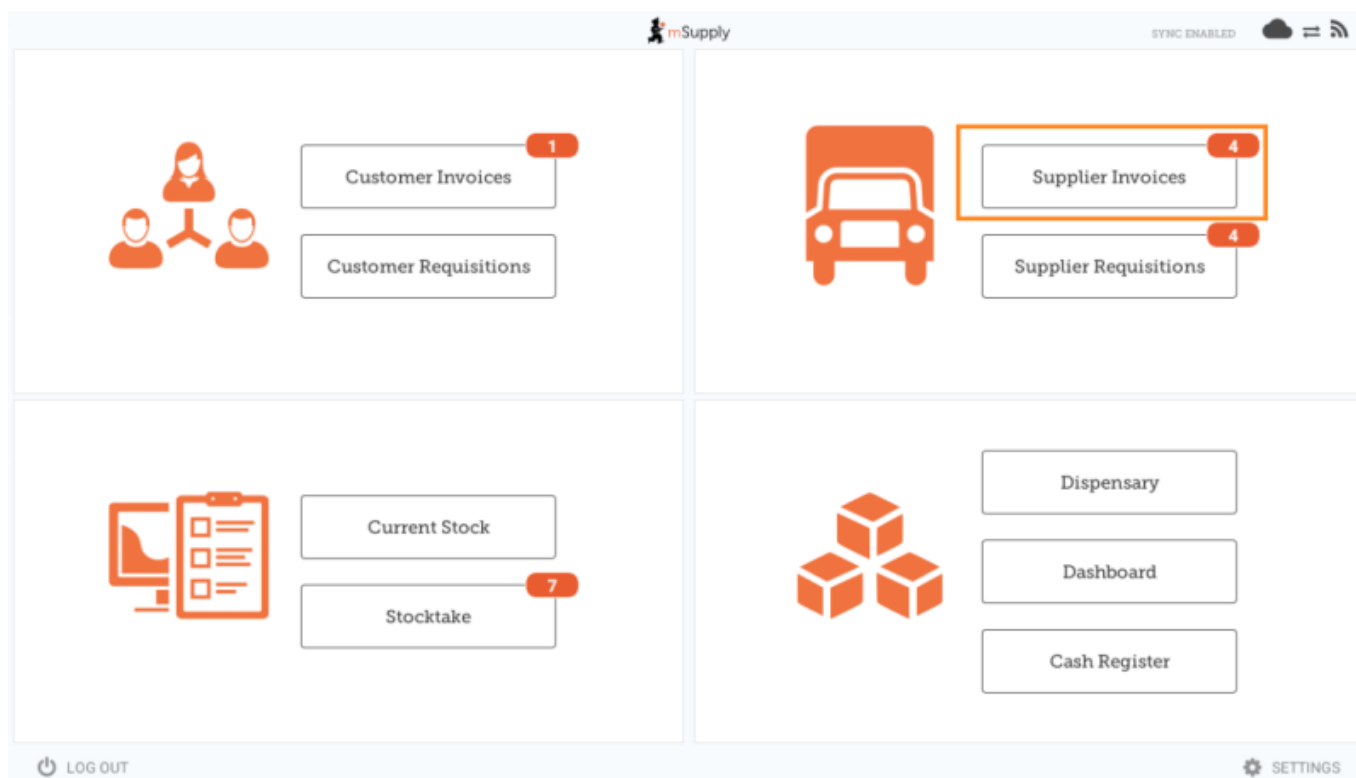 mSupply
SYNC ENABLED
1
Customer Invoices
Customer Requisitions
4
Supplier Invoices
4
Supplier Requisitions
Current Stock
7
Stocktake
Dispensary
Dashboard
Cash Register
LOG OUT
SETTINGS